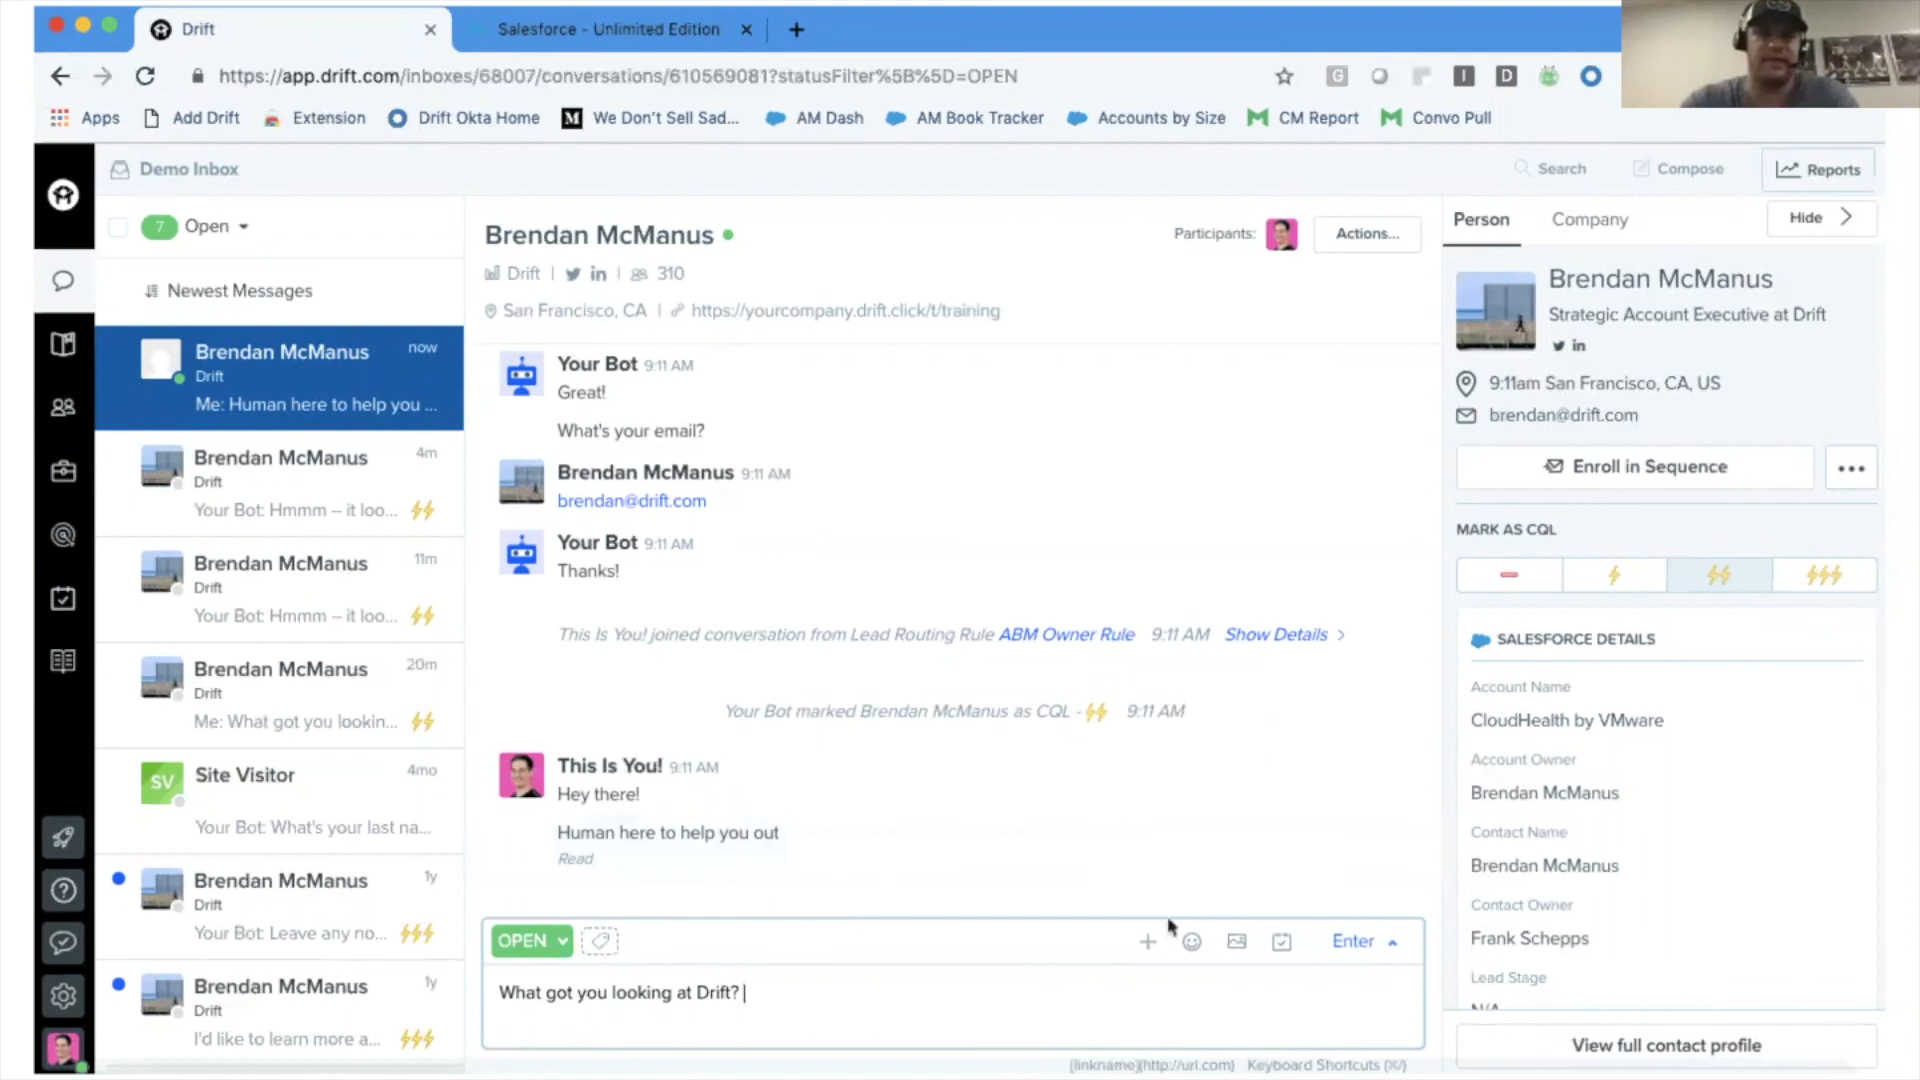 Drift
Salesforce - Unlimited Edition
https://app.drift.com/inboxes/68007/conversations/610569081?statusFilter%5B%5D=OPEN
G
I
D
Apps
Add Drift
Extension
Drift Okta Home
M
We Don't Sell Sad...
AM Dash
AM Book Tracker
Accounts by Size
CM Report
Convo Pull
Demo Inbox
Search
Compose
Reports
7
Open
Newest Messages
Brendan McManus now
Drift
Me: Human here to help you ...
Brendan McManus 4m
Drift
Your Bot: Hmmm – it loo...
Brendan McManus 11m
Drift
Your Bot: Hmmm – it loo...
Brendan McManus 20m
Drift
Me: What got you lookin...
SV
Site Visitor 4mo
Your Bot: What's your last na...
Brendan McManus 1y
Drift
Your Bot: Leave any no...
Brendan McManus 1y
Drift
I'd like to learn more a...
Brendan McManus
Participants:
Actions...
Drift | in | 310
San Francisco, CA | https://yourcompany.drift.click/t/training
Your Bot 9:11 AM
Great!
What's your email?
Brendan McManus 9:11 AM
brendan@drift.com
Your Bot 9:11 AM
Thanks!
This Is You! joined conversation from Lead Routing Rule ABM Owner Rule 9:11 AM Show Details >
Your Bot marked Brendan McManus as CQL - 9:11 AM
This Is You! 9:11 AM
Hey there!
Human here to help you out
Read
OPEN
Enter
What got you looking at Drift?
[linkname](http://url.com) Keyboard Shortcuts (⌘/)
Person
Company
Hide
Brendan McManus
Strategic Account Executive at Drift
in
9:11am San Francisco, CA, US
brendan@drift.com
Enroll in Sequence
MARK AS CQL
SALESFORCE DETAILS
Account Name
CloudHealth by VMware
Account Owner
Brendan McManus
Contact Name
Brendan McManus
Contact Owner
Frank Schepps
Lead Stage
N/A
View full contact profile